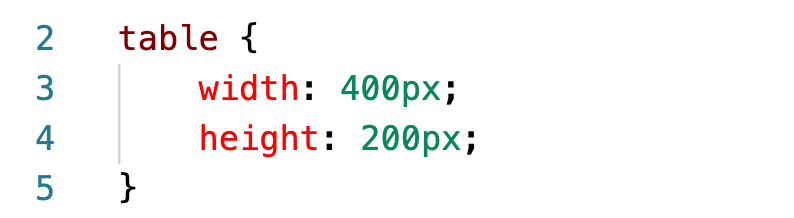 2 table {
3 width: 400px;
4 height: 200px;
5 }